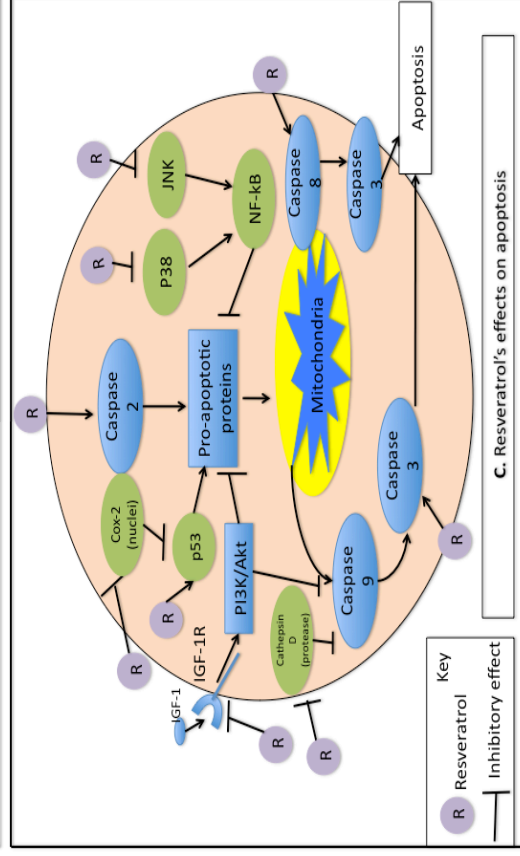 R
R
R
R
R
R
R
R
R
JNK
P38
NF-kB
Caspase
8
Caspase
3
Apoptosis
Caspase
2
Pro-apoptotic
proteins
Mitochondria
Cox-2
(nuclei)
p53
PI3K/Akt
IGF-1R
IGF-1
Cathepsin
D
(protease)
Caspase
9
Caspase
3
Key
R Resveratrol
Inhibitory effect
C. Resveratrol's effects on apoptosis